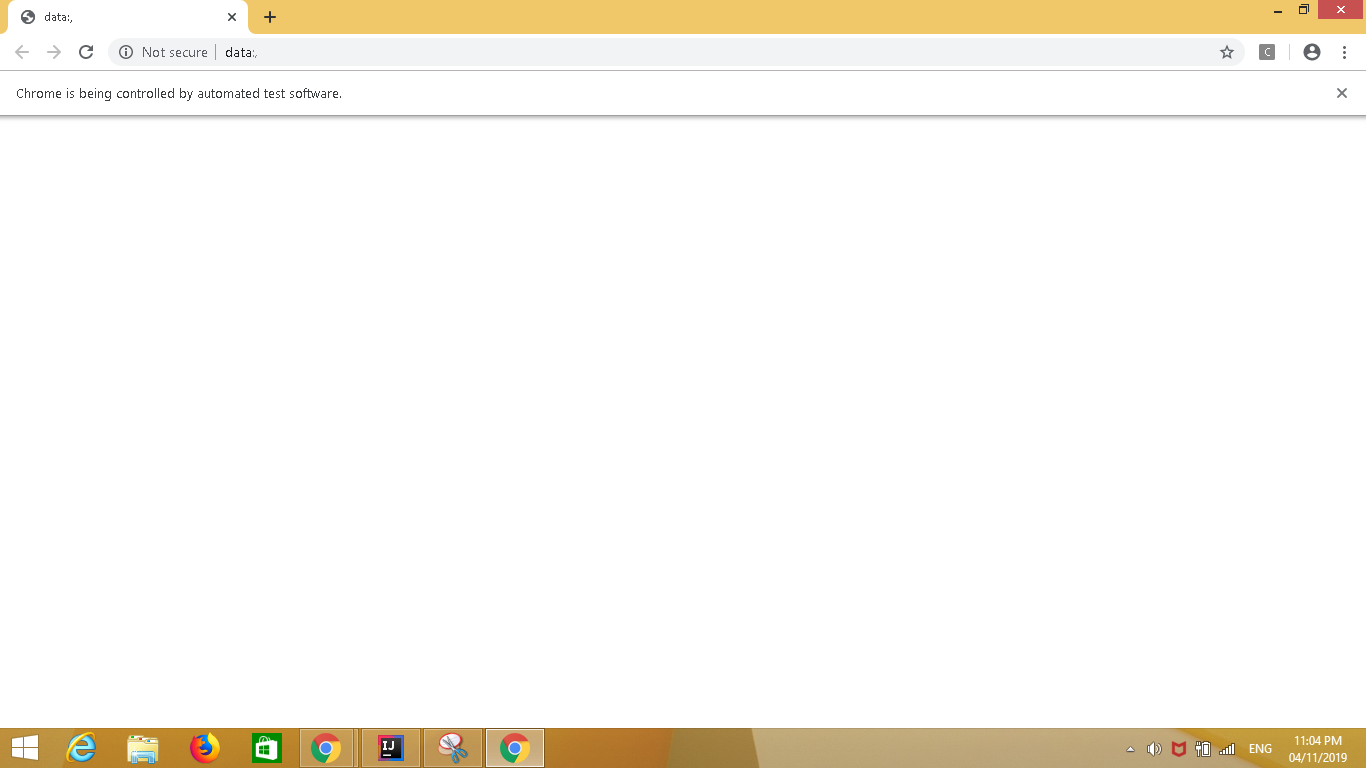 data:,
Not secure | data:,
C
Chrome is being controlled by automated test software.
IJ
ENG
11:04 PM
04/11/2019